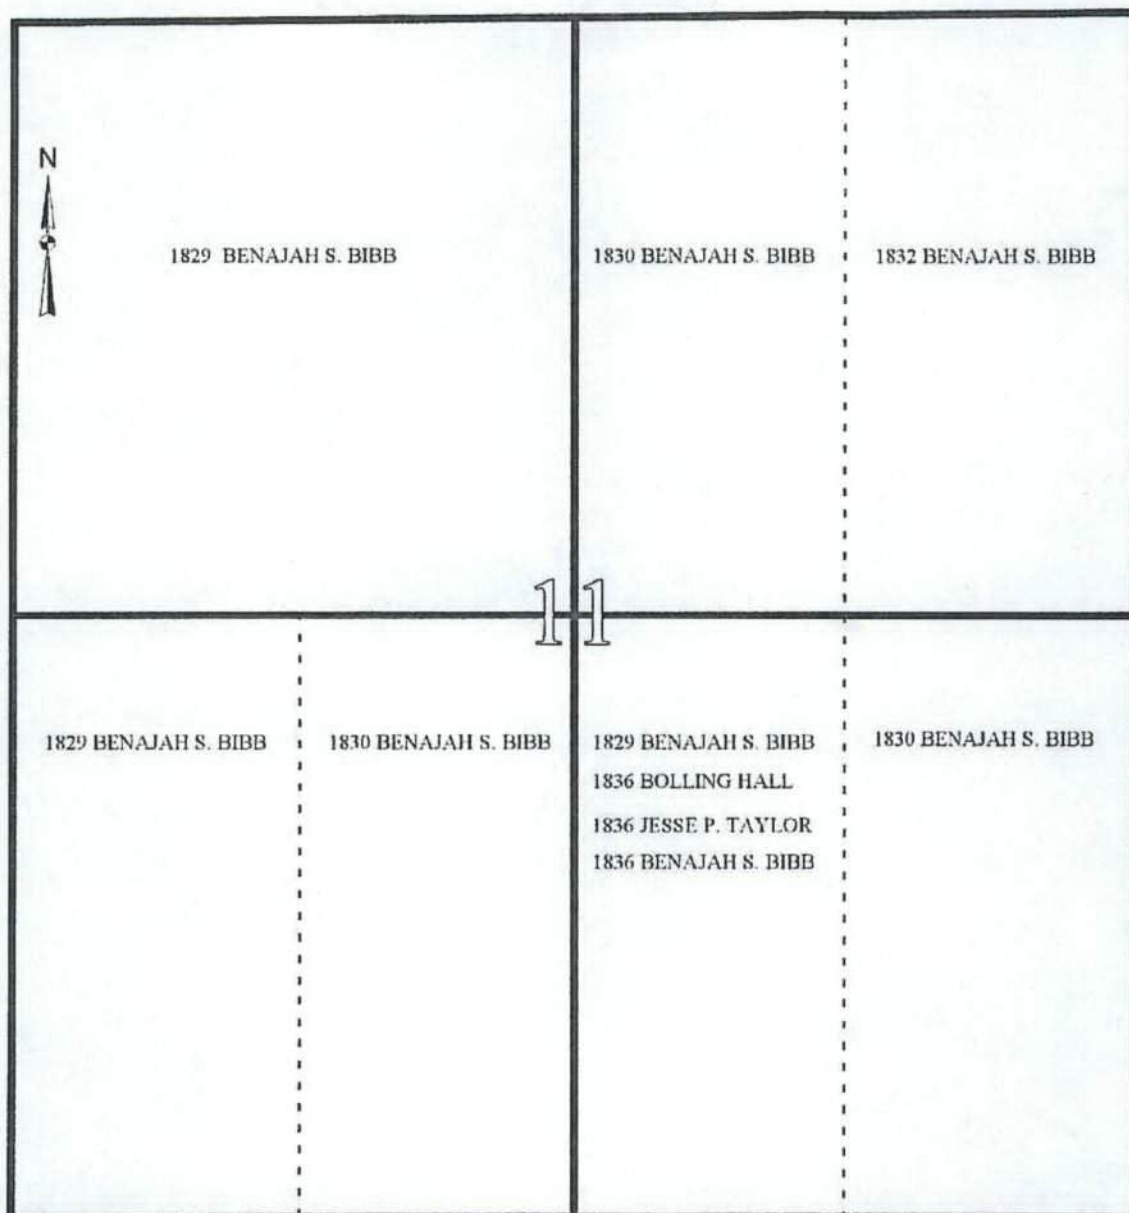 N
1829 BENAJAH S. BIBB
1830 BENAJAH S. BIBB
1832 BENAJAH S. BIBB
11
1829 BENAJAH S. BIBB
1830 BENAJAH S. BIBB
1829 BENAJAH S. BIBB
1836 BOLLING HALL
1836 JESSE P. TAYLOR
1836 BENAJAH S. BIBB
1830 BENAJAH S. BIBB